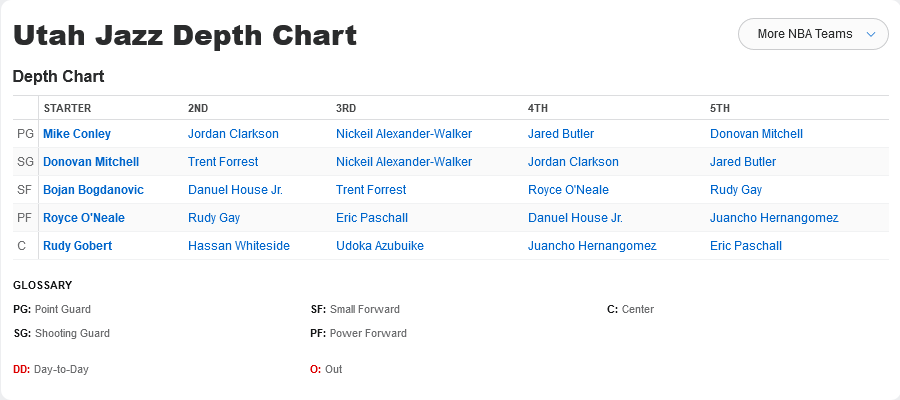 Utah Jazz Depth Chart
More NBA Teams
Depth Chart
STARTER 2ND 3RD 4TH 5TH
PG Mike Conley Jordan Clarkson Nickeil Alexander-Walker Jared Butler Donovan Mitchell
SG Donovan Mitchell Trent Forrest Nickeil Alexander-Walker Jordan Clarkson Jared Butler
SF Bojan Bogdanovic Danuel House Jr. Trent Forrest Royce O'Neale Rudy Gay
PF Royce O'Neale Rudy Gay Eric Paschall Danuel House Jr. Juancho Hernangomez
C Rudy Gobert Hassan Whiteside Udoka Azubuike Juancho Hernangomez Eric Paschall
GLOSSARY
PG: Point Guard SF: Small Forward C: Center
SG: Shooting Guard PF: Power Forward
DD: Day-to-Day O: Out